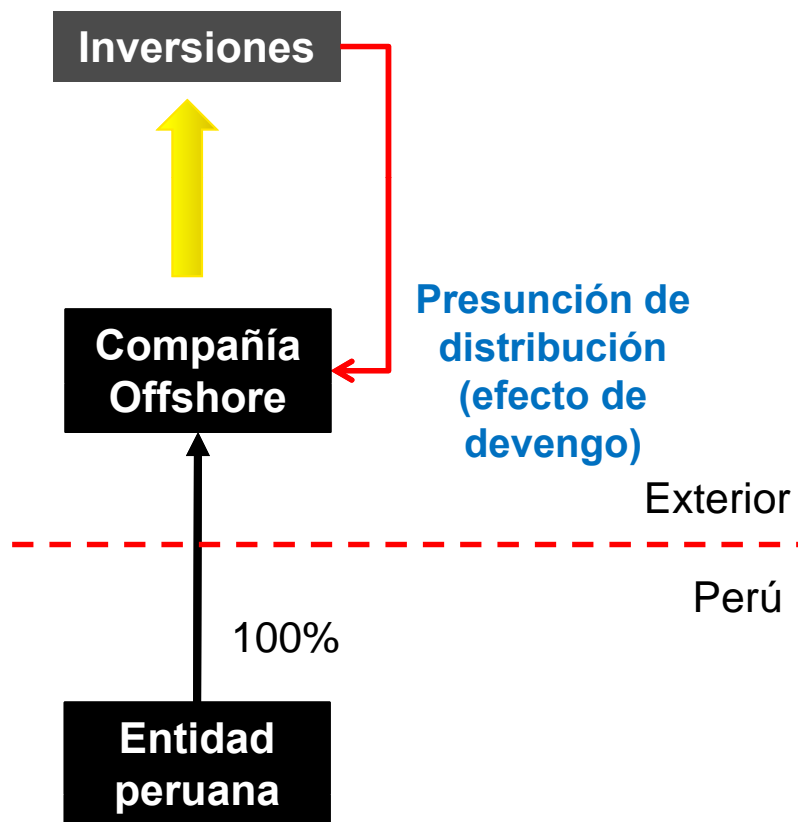 Inversiones
Compañía
Offshore
Presunción de
distribución
(efecto de
devengo)
Exterior
Perú
100%
Entidad
peruana